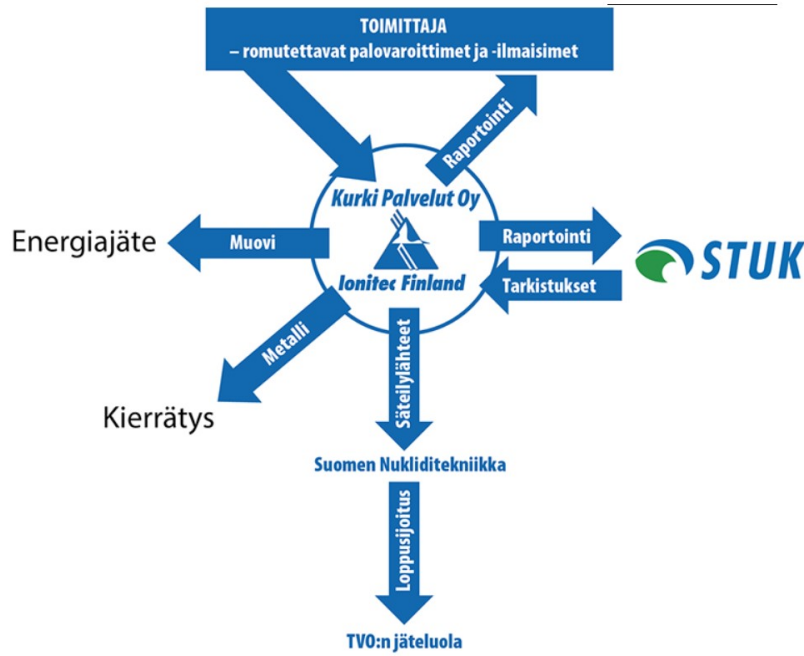 TOIMITTAJA
– romutettavat palovaroittimet ja -ilmaisimet
Raportointi
Kurki Palvelut Oy
Ionitec Finland
Energiajäte
Muovi
Raportointi
STUK
Tarkistukset
Metalli
Kierrätys
Säteilylähteet
Suomen Nukliditekniikka
Loppusijoitus
TVO:n jäteluola